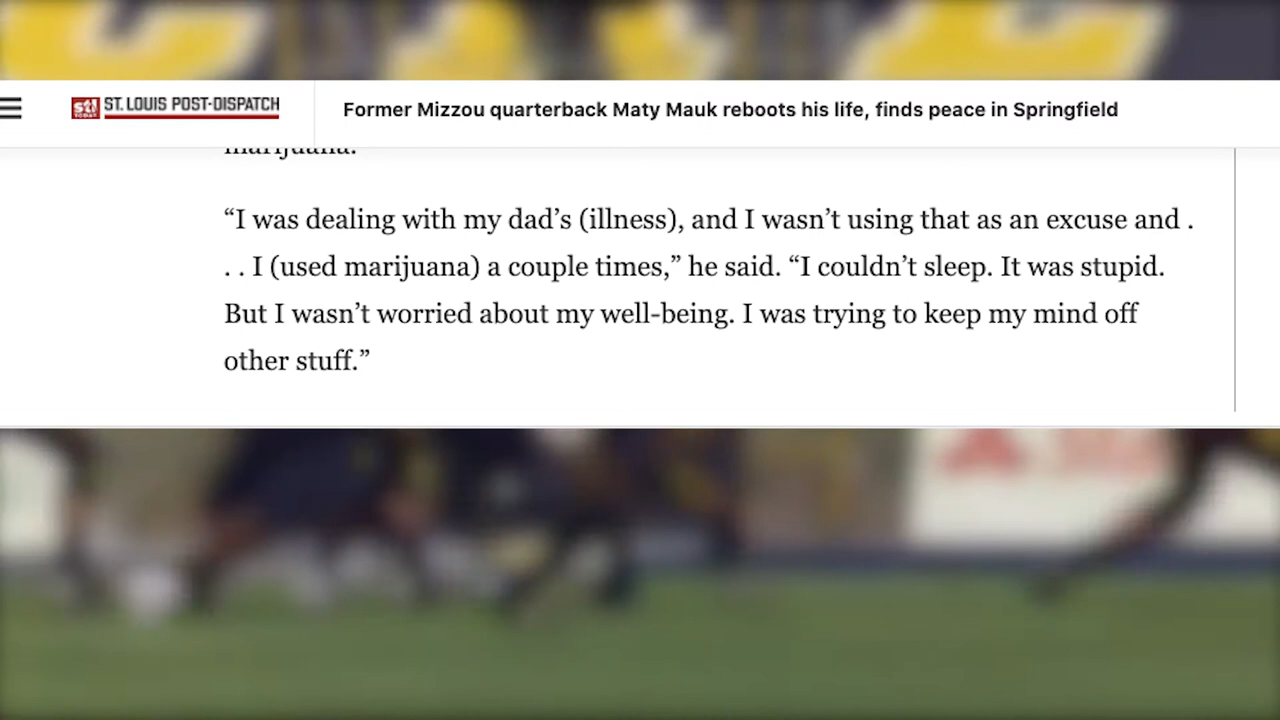 stl TODAY ST. LOUIS POST-DISPATCH
Former Mizzou quarterback Maty Mauk reboots his life, finds peace in Springfield
marijuana.
“I was dealing with my dad’s (illness), and I wasn’t using that as an excuse and .
. . I (used marijuana) a couple times,” he said. “I couldn’t sleep. It was stupid.
But I wasn’t worried about my well-being. I was trying to keep my mind off
other stuff.”